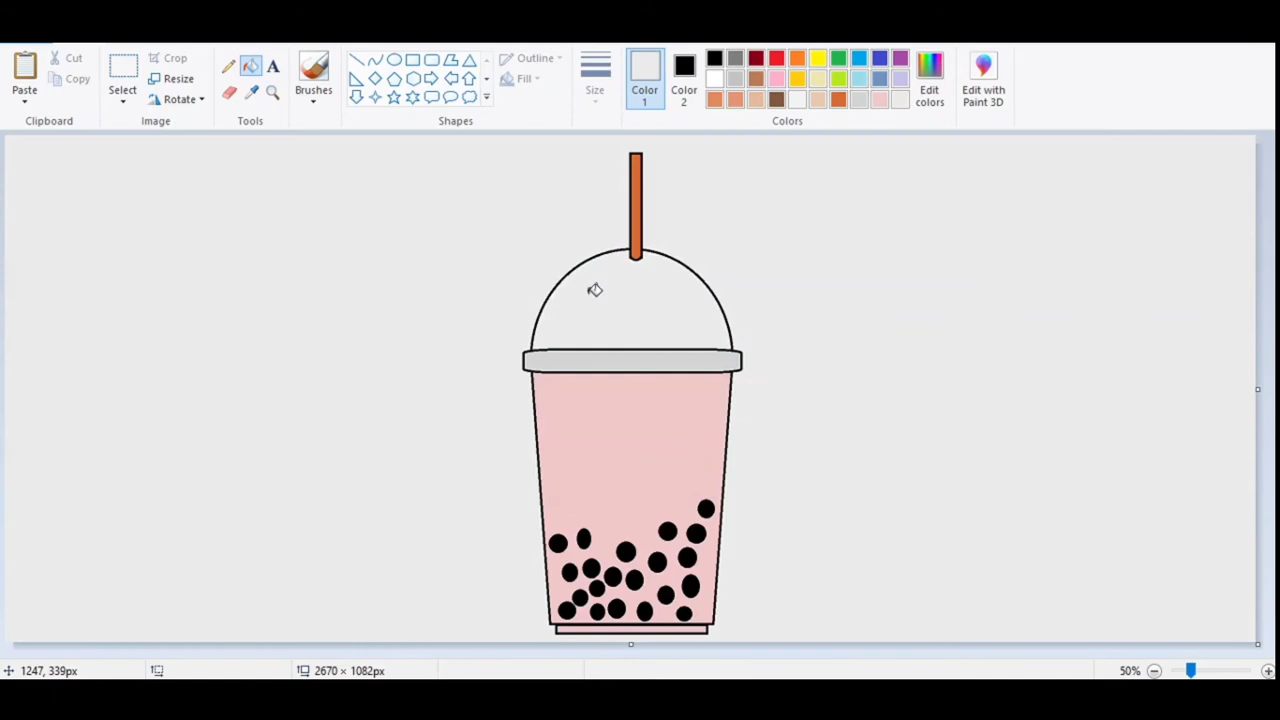 Cut
Crop
Outline
Copy
Resize
Fill
Paste
Select
Rotate
Brushes
Size
Color
1
Color
2
Edit
colors
Edit with
Paint 3D
Clipboard
Image
Tools
Shapes
Colors
1247, 339px
2670 × 1082px
50%